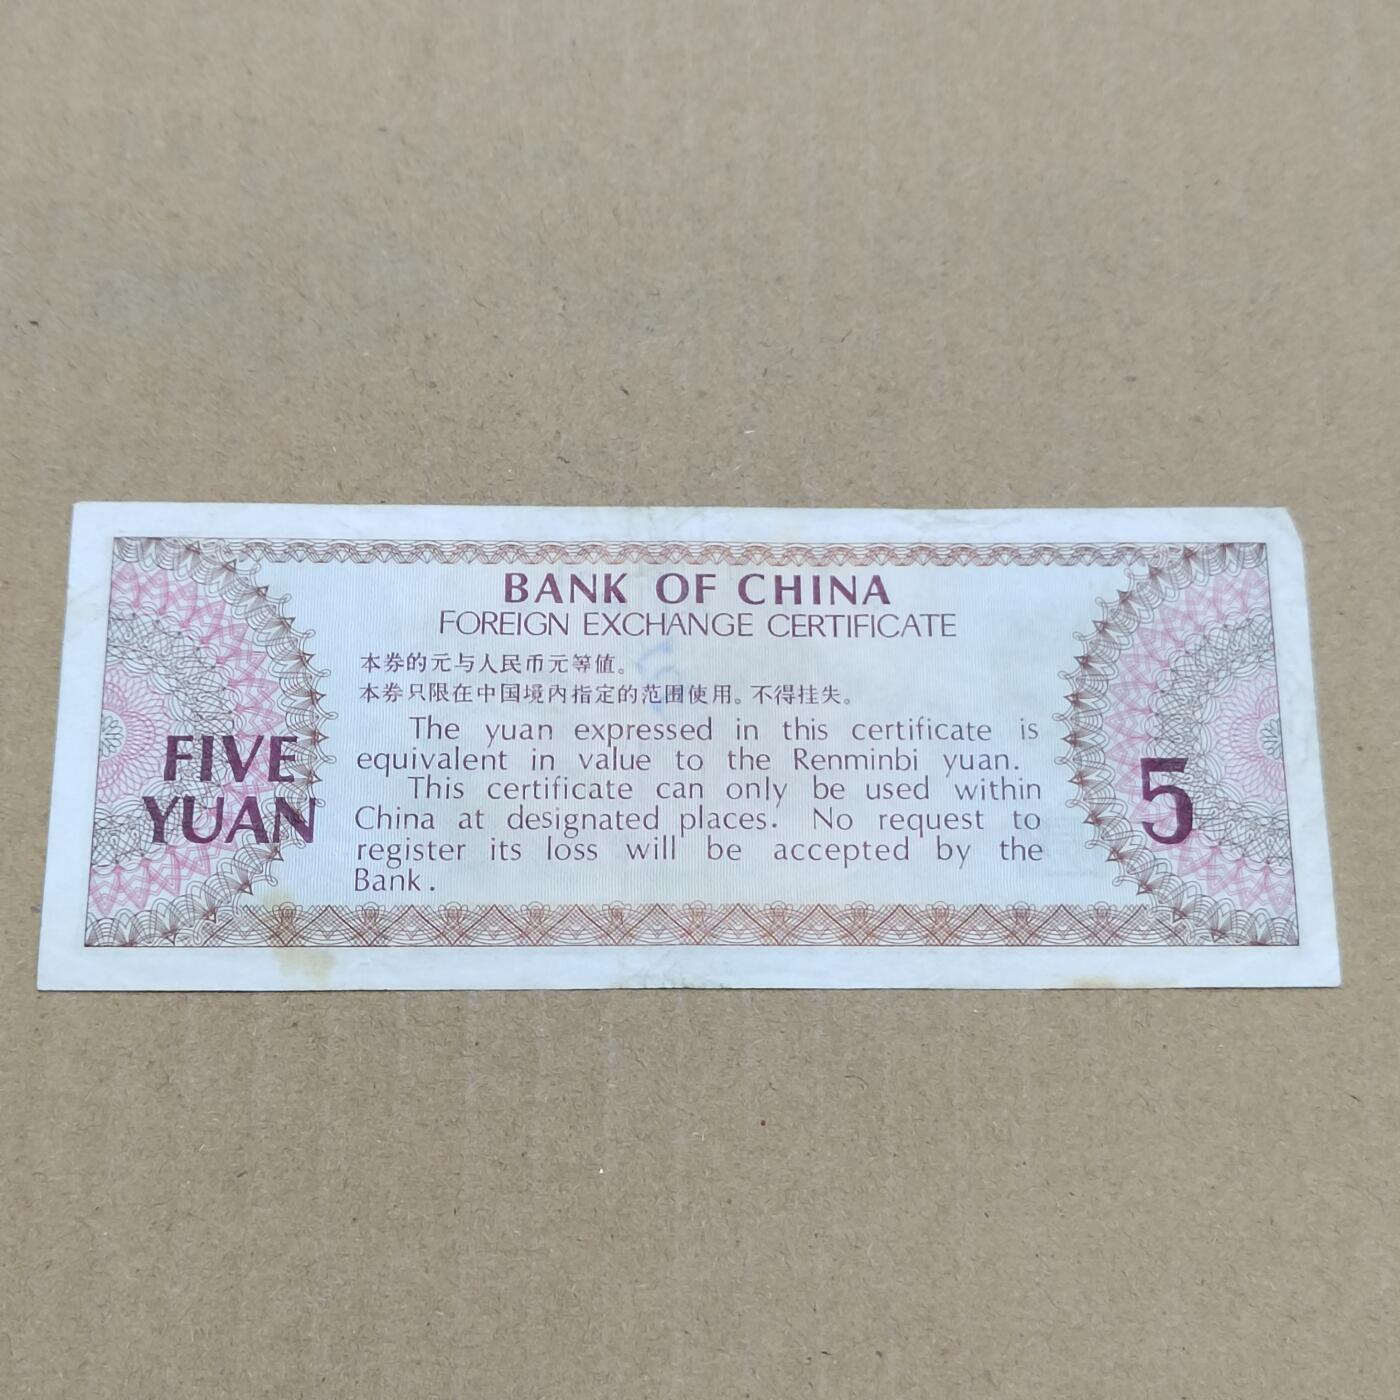 BANK OF CHINA
FOREIGN EXCHANGE CERTIFICATE
本券的元与人民币元等値。
本券只限在中国境内指定的范围使用。不得挂失。
The yuan expressed in this certificate is
equivalent in value to the Renminbi yuan.
This certificate can only be used within
China at designated places. No request to
register its loss will be accepted by the
Bank.
FIVE
YUAN
5